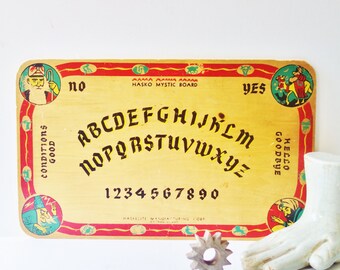 HASKO MYSTIC BOARD
NO
YES
ABCDEFGHIJKLM
NOPQRSTUVWXYZ
1234567890
CONDITIONS
GOOD
HELLO
GOODBYE